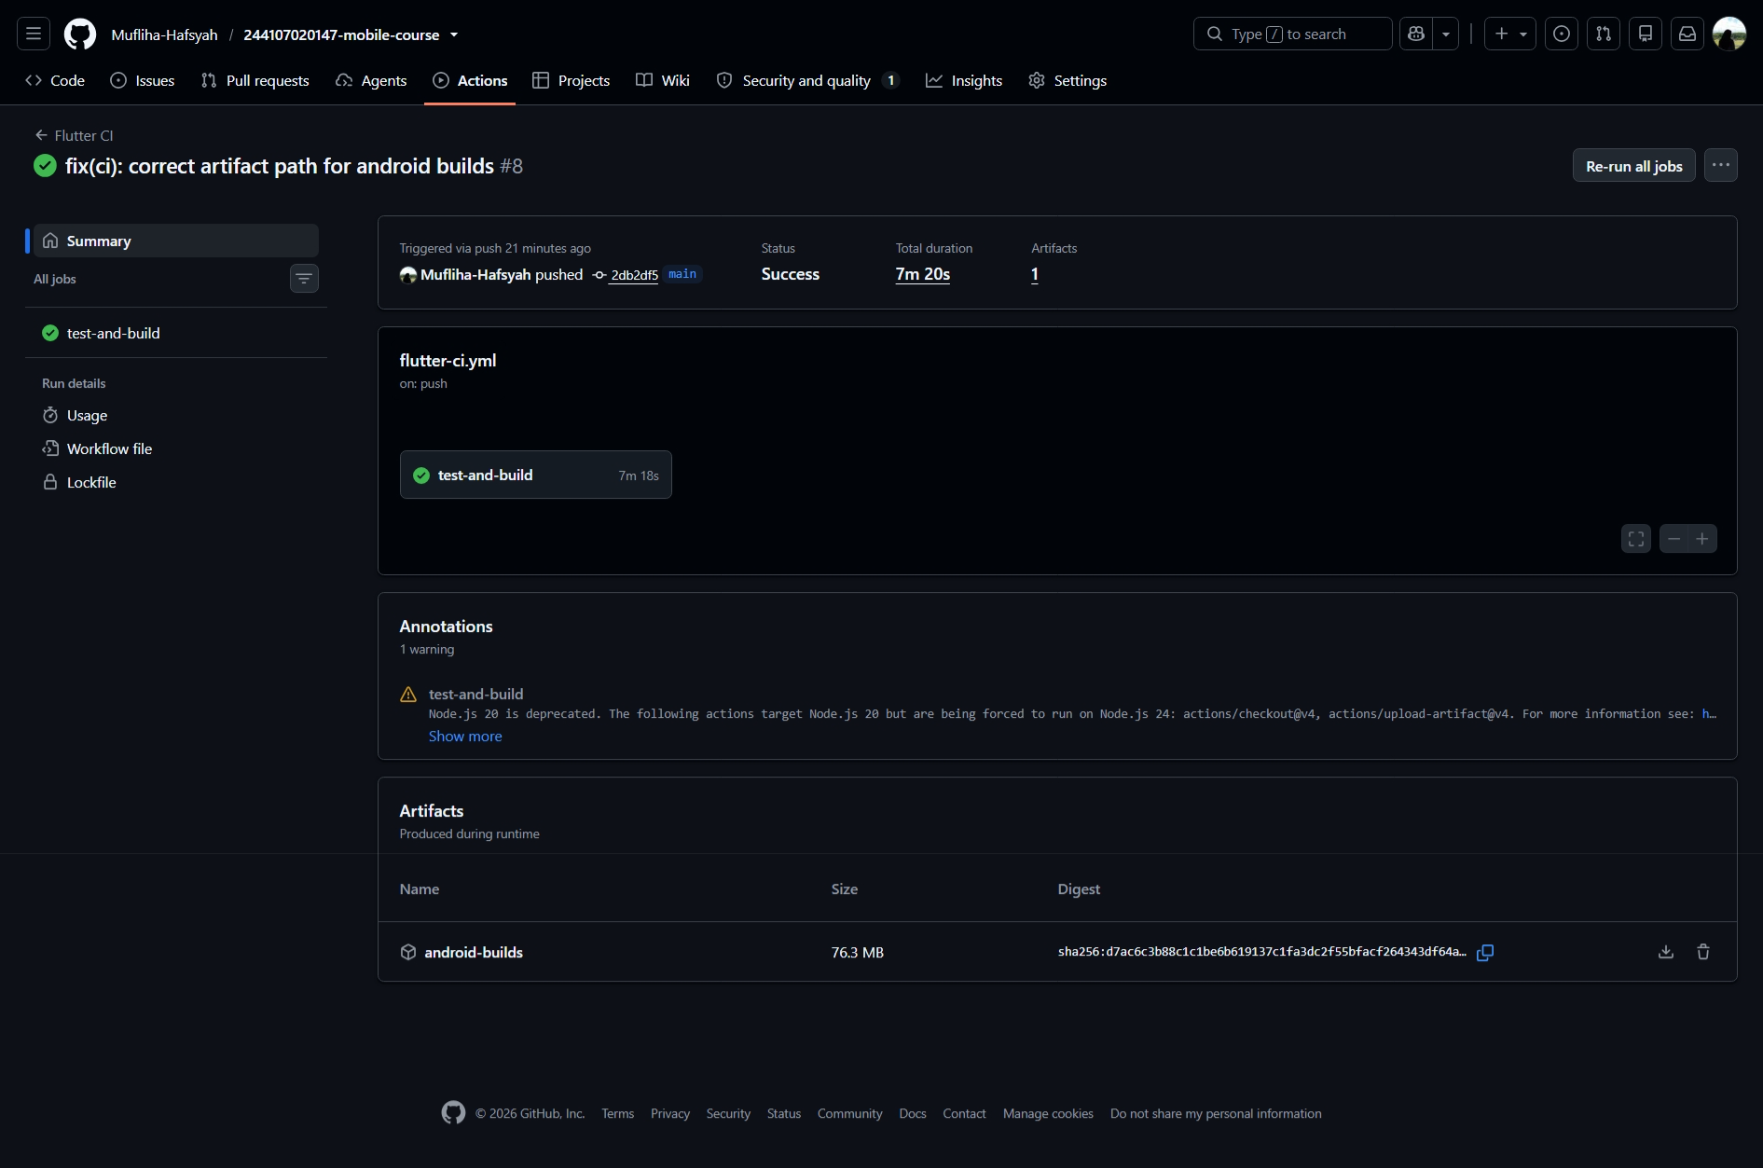 Mufliha-Hafsyah / 244107020147-mobile-course
Type / to search
Code
Issues
Pull requests
Agents
Actions
Projects
Wiki
Security and quality 1
Insights
Settings
Flutter CI
fix(ci): correct artifact path for android builds #8
Re-run all jobs
Summary
All jobs
test-and-build
Run details
Usage
Workflow file
Lockfile
Triggered via push 21 minutes ago
Mufliha-Hafsyah pushed 2db2df5 main
Status
Success
Total duration
7m 20s
Artifacts
1
flutter-ci.yml
on: push
test-and-build 7m 18s
Annotations
1 warning
test-and-build
Node.js 20 is deprecated. The following actions target Node.js 20 but are being forced to run on Node.js 24: actions/checkout@v4, actions/upload-artifact@v4. For more information see: h…
Show more
Artifacts
Produced during runtime
Name Size Digest
android-builds 76.3 MB sha256:d7ac6c3b88c1c1be6b619137c1fa3dc2f55bfacf264343df64a…
© 2026 GitHub, Inc. Terms Privacy Security Status Community Docs Contact Manage cookies Do not share my personal information